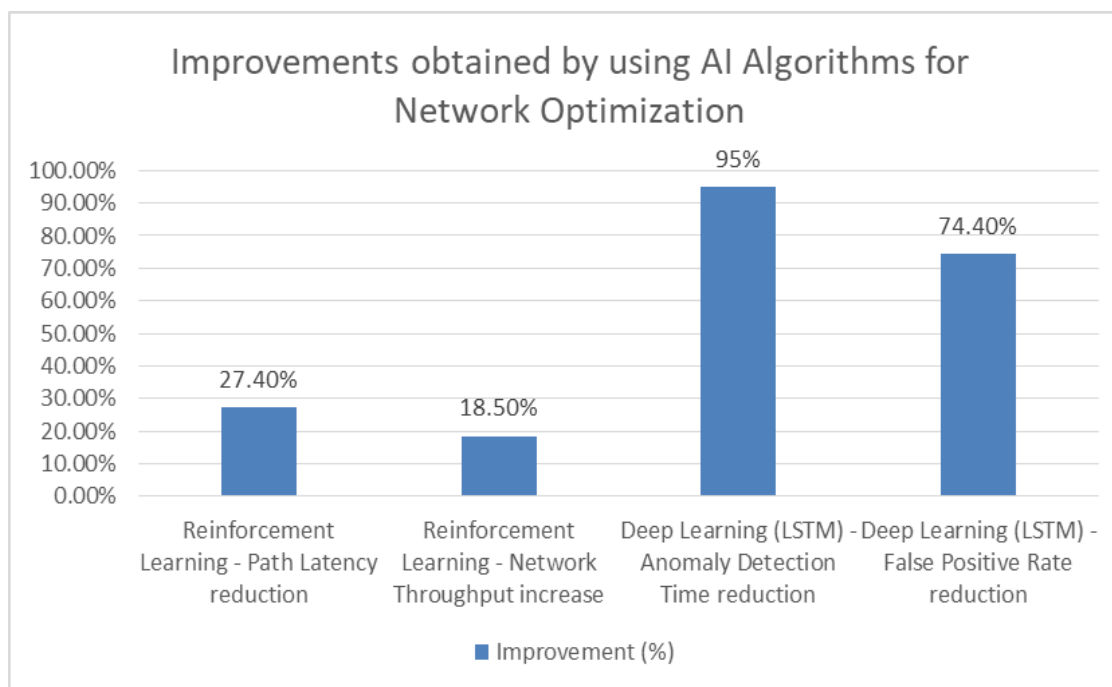 Improvements obtained by using AI Algorithms for
Network Optimization
100.00%
90.00%
80.00%
70.00%
60.00%
50.00%
40.00%
30.00%
20.00%
10.00%
0.00%
27.40%
18.50%
95%
74.40%
Reinforcement
Learning - Path Latency
reduction
Reinforcement
Learning - Network
Throughput increase
Deep Learning (LSTM) -
Anomaly Detection
Time reduction
Deep Learning (LSTM) -
False Positive Rate
reduction
Improvement (%)